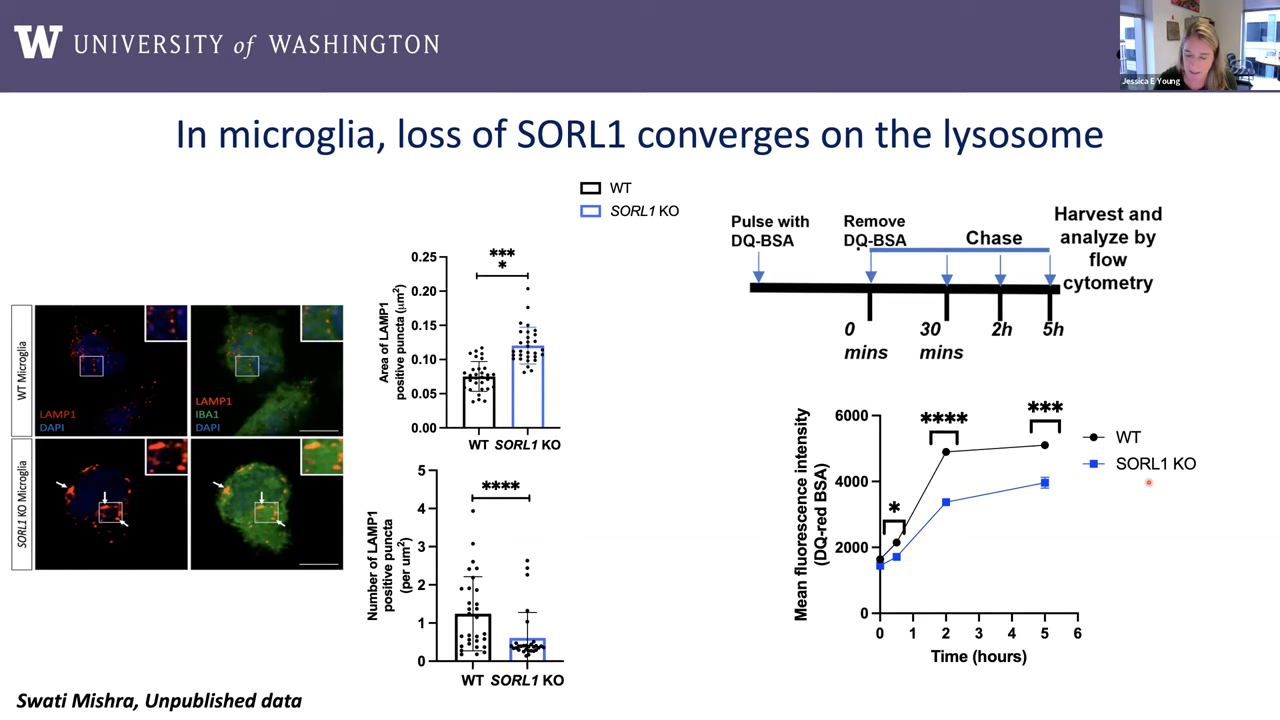 W UNIVERSITY of WASHINGTON
Jessica E Young
In microglia, loss of SORL1 converges on the lysosome
WT
SORL1 KO
WT Microglia
LAMP1
DAPI
LAMP1
IBA1
DAPI
SORL1 KO Microglia
Area of LAMP1
positive puncta (µm²)
0.25
0.20
0.15
0.10
0.05
0.00
***
*
WT SORL1 KO
Number of LAMP1
positive puncta
(per um²)
5
4
3
2
1
0
****
WT SORL1 KO
Pulse with
DQ-BSA
Remove
DQ-BSA
Chase
Harvest and
analyze by
flow
cytometry
0
mins
30
mins
2h
5h
Mean fluorescence intensity
(DQ-red BSA)
6000
4000
2000
0
*
****
***
0 1 2 3 4 5 6
Time (hours)
WT
SORL1 KO
Swati Mishra, Unpublished data